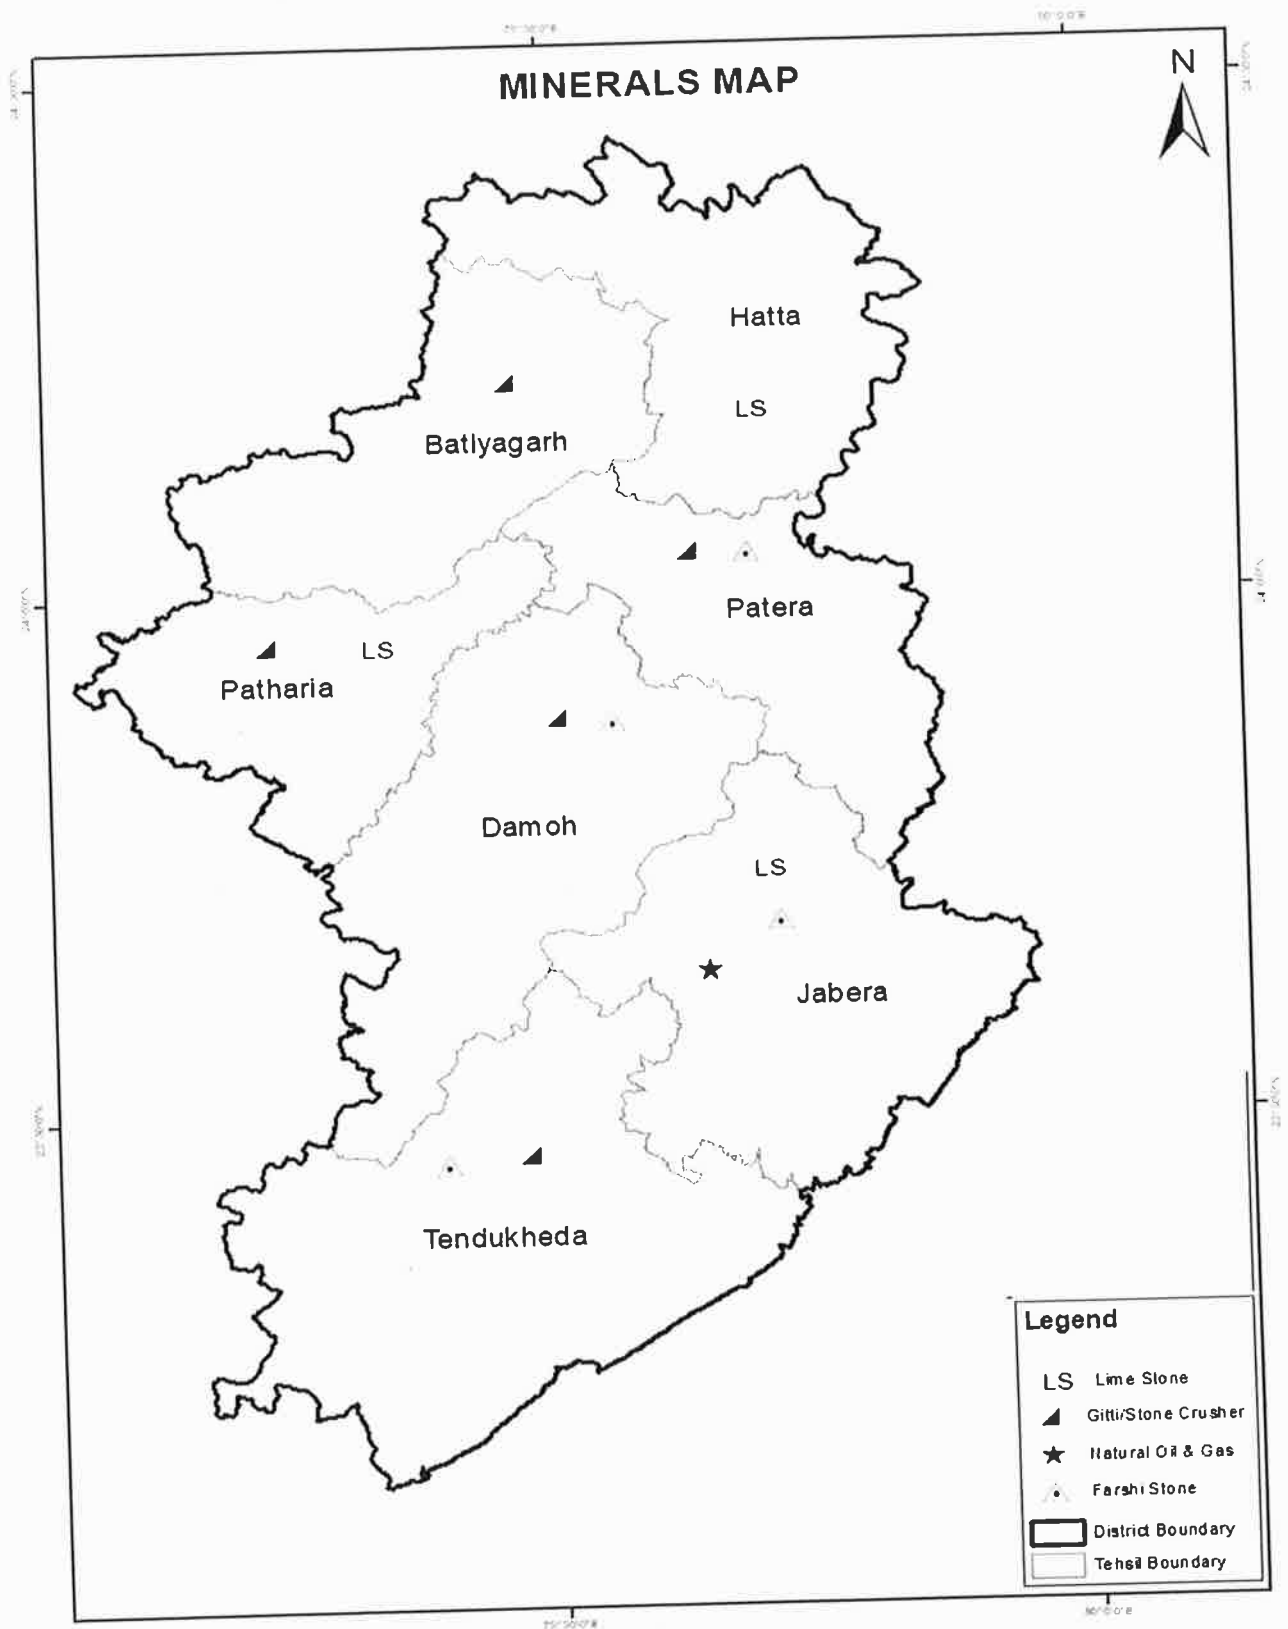 MINERALS MAP
N
Hatta
LS
Batiyagarh
Patera
LS
Patharia
Damoh
LS
Jabera
Tendukheda
Legend
LS Lime Stone
Gitti/Stone Crusher
Natural Oil & Gas
Farshi Stone
District Boundary
Tehsil Boundary